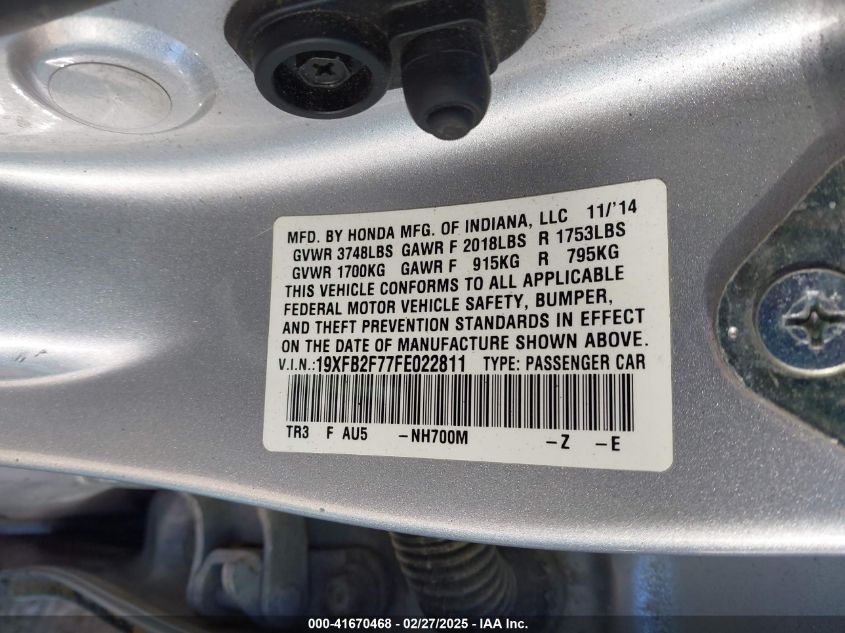 MFD. BY HONDA MFG. OF INDIANA, LLC 11/'14
GVWR 3748LBS GAWR F 2018LBS R 1753LBS
GVWR 1700KG GAWR F 915KG R 795KG
THIS VEHICLE CONFORMS TO ALL APPLICABLE
FEDERAL MOTOR VEHICLE SAFETY, BUMPER,
AND THEFT PREVENTION STANDARDS IN EFFECT
ON THE DATE OF MANUFACTURE SHOWN ABOVE.
V.I.N.:19XFB2F77FE022811 TYPE: PASSENGER CAR
TR3 F AU5 -NH700M -Z -E
000-41670468 - 02/27/2025 - IAAI - Copart Inc.